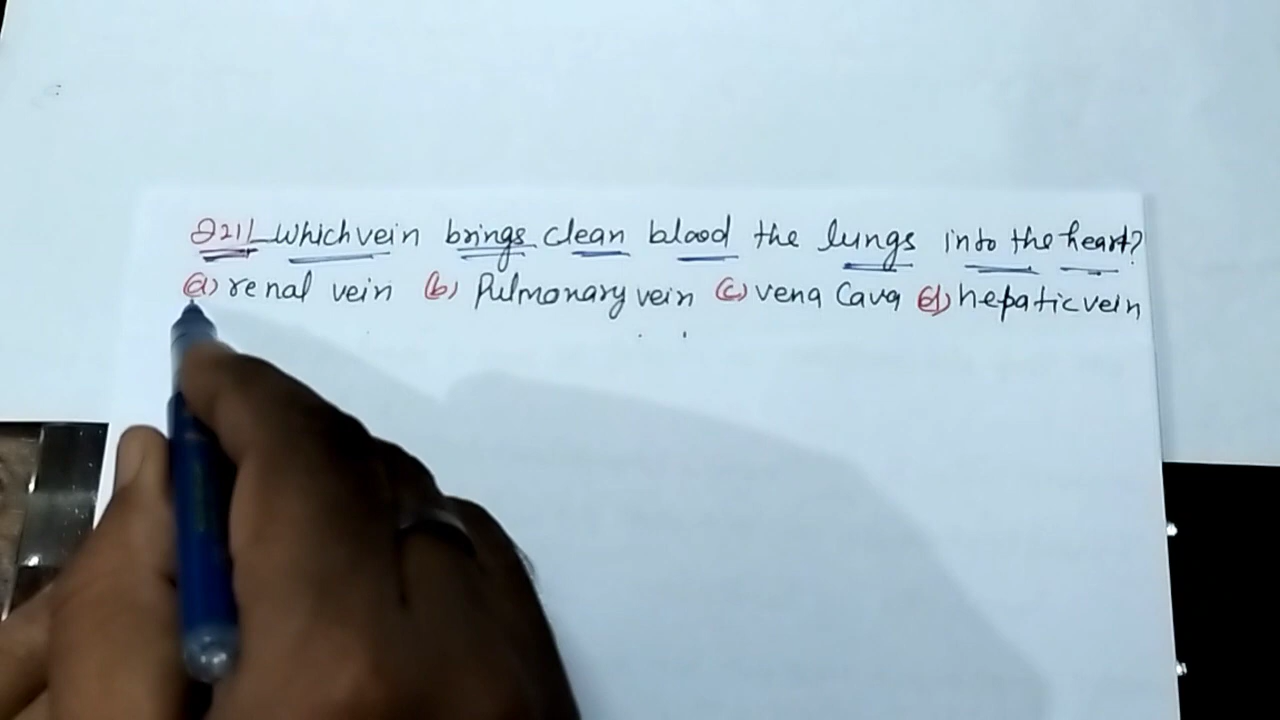 Q21|- which vein brings clean blood the lungs into the heart?
(a) renal vein (b) Pulmonary vein (c) vena Cava (d) hepatic vein